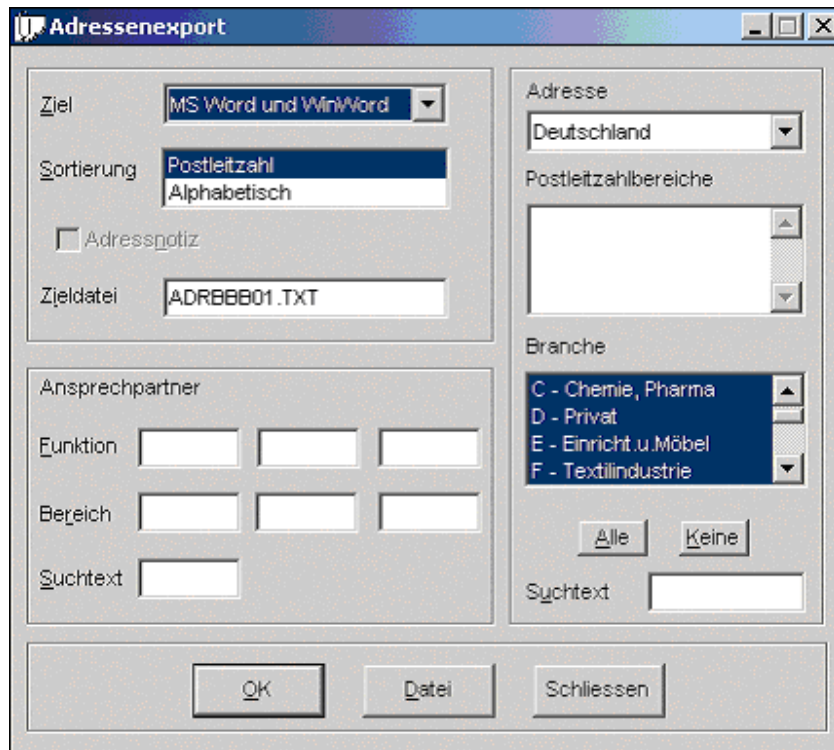 Adressenexport
Ziel
MS Word und WinWord
Sortierung
Postleitzahl
Alphabetisch
Adressnotiz
Zieldatei
ADRBBB01.TXT
Ansprechpartner
Funktion
Bereich
Suchtext
Adresse
Deutschland
Postleitzahlbereiche
Branche
C - Chemie, Pharma
D - Privat
E - Einricht.u.Möbel
F - Textilindustrie
Alle Keine
Suchtext
OK Datei Schliessen